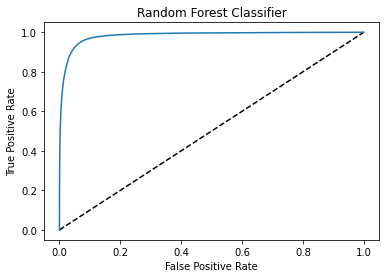 Random Forest Classifier
True Positive Rate
1.0
0.8
0.6
0.4
0.2
0.0
0.0 0.2 0.4 0.6 0.8 1.0
False Positive Rate